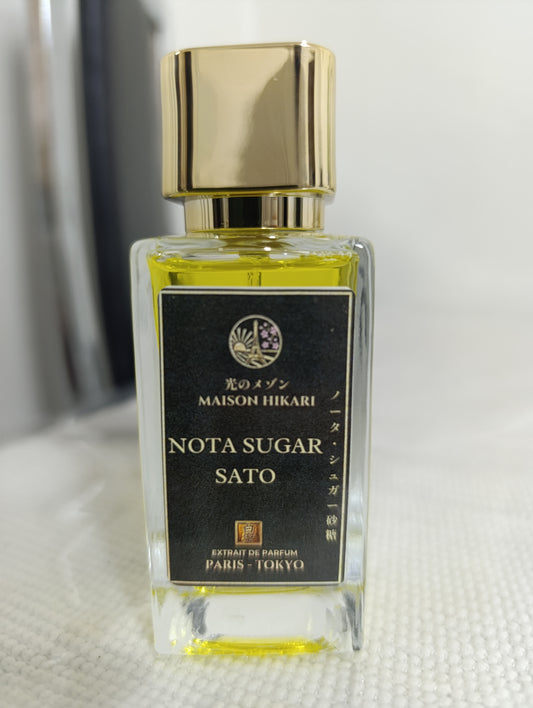 光のメゾン
MAISON HIKARI
NOTA SUGAR
SATO
ノータ・シュガー砂糖
EXTRAIT DE PARFUM
PARIS - TOKYO